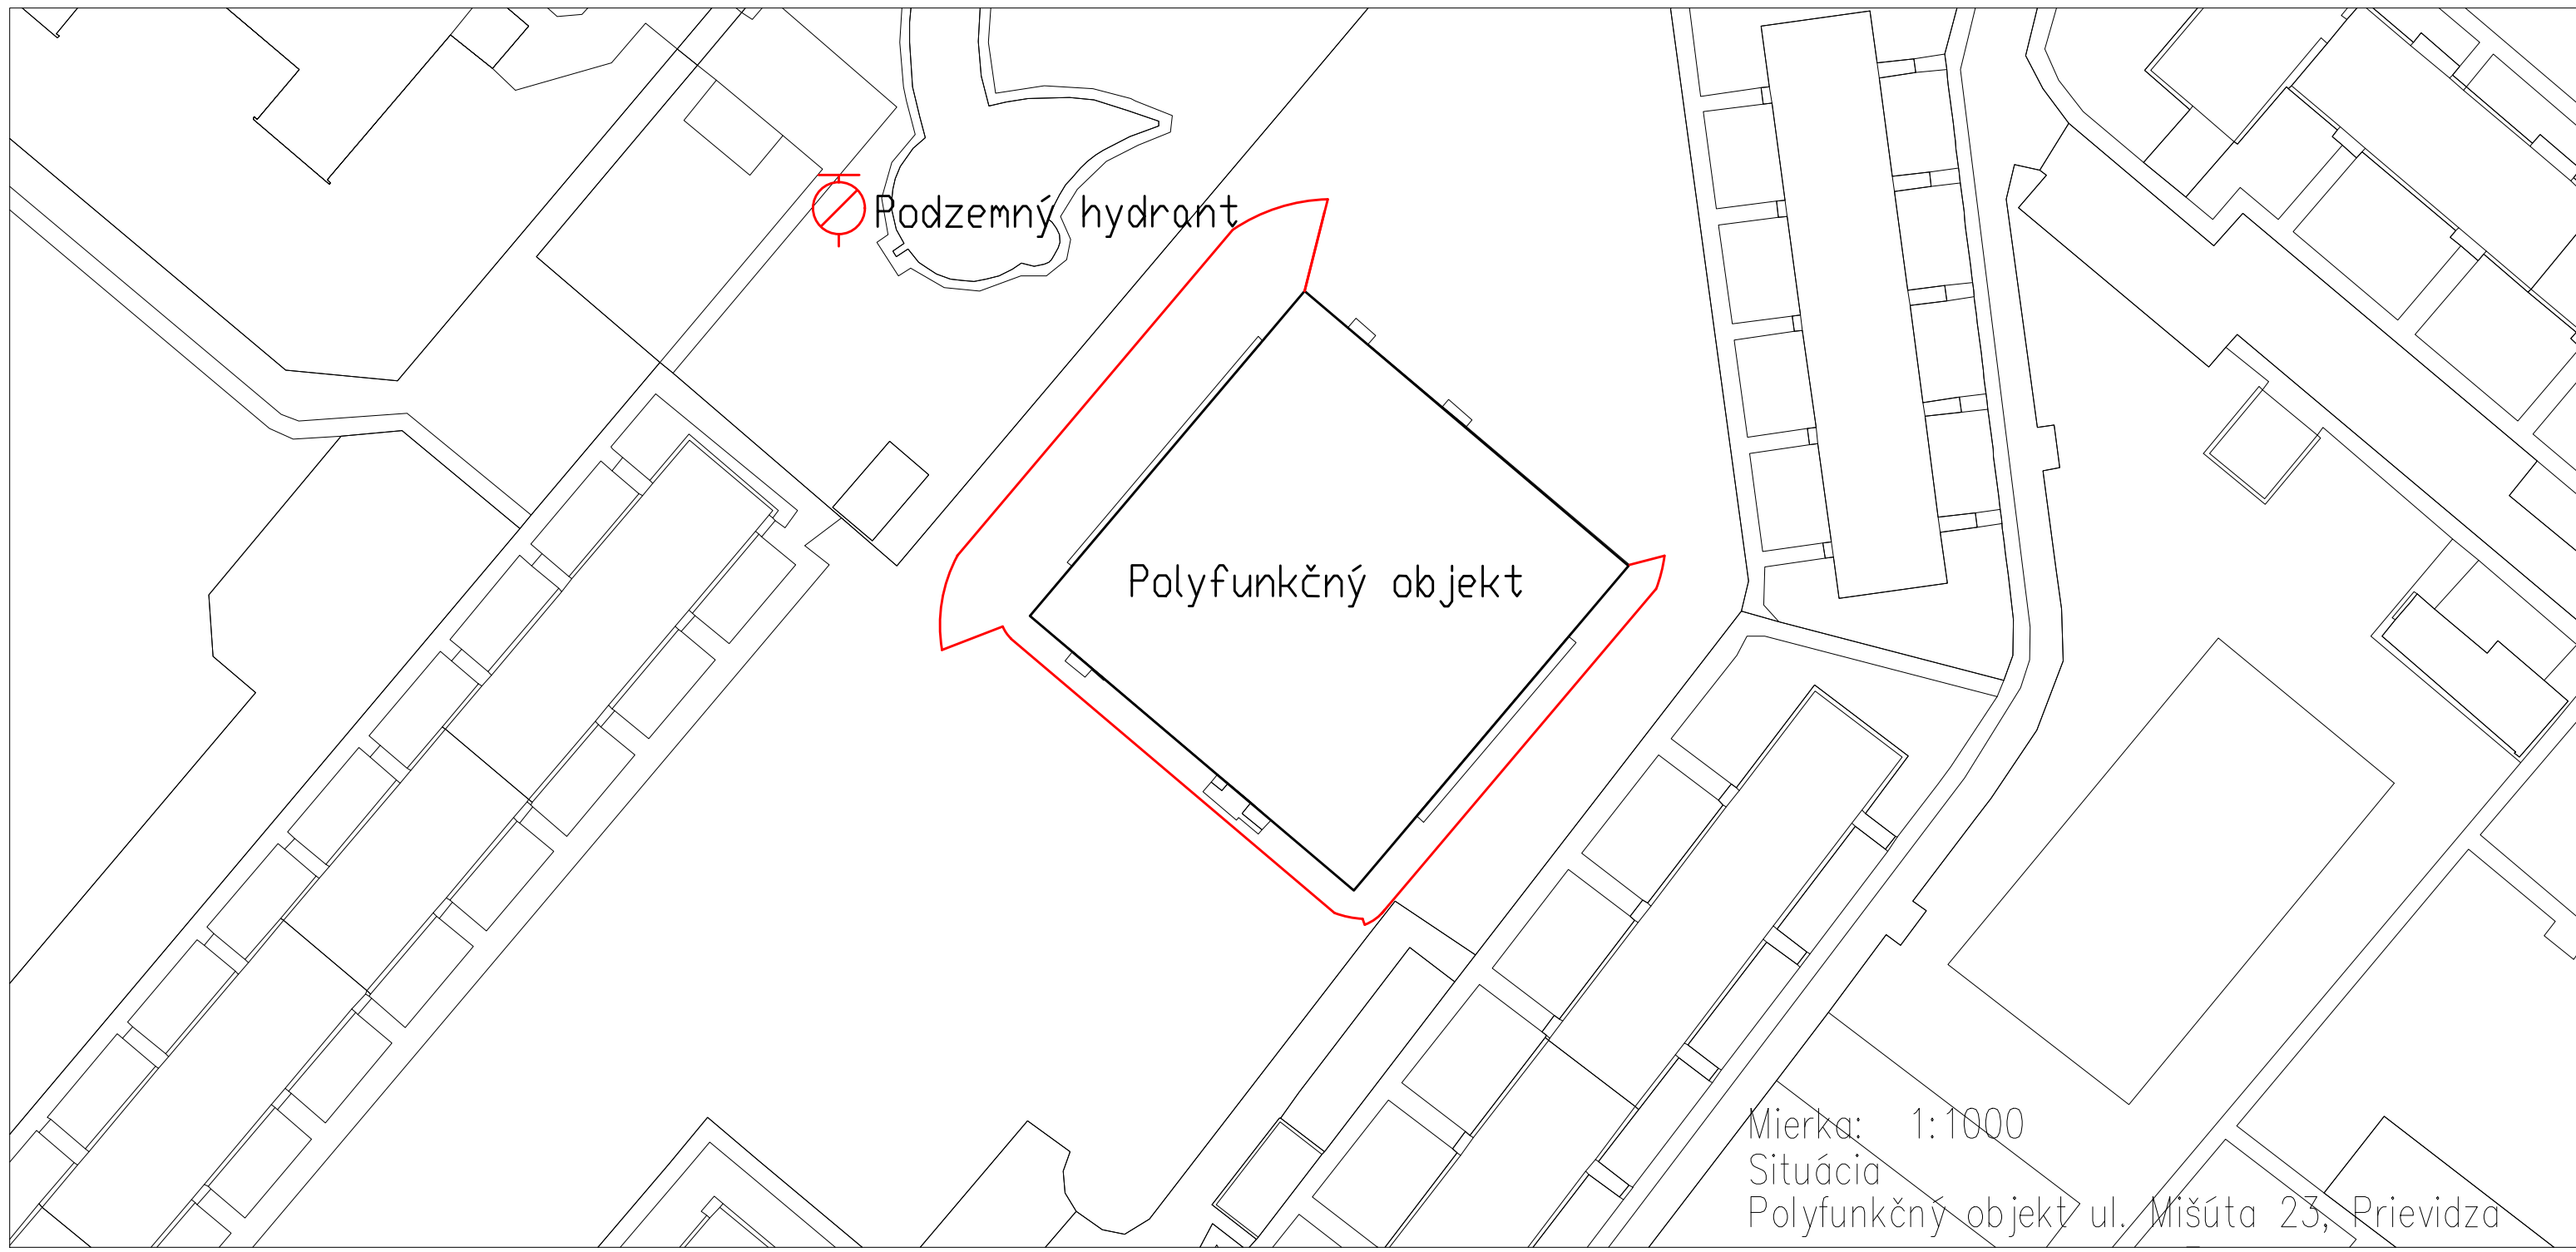 Podzemný hydrant
Polyfunkčný objekt
Mierka: 1:1000
Situácia
Polyfunkčný objekt ul. Mišúta 23, Prievidza